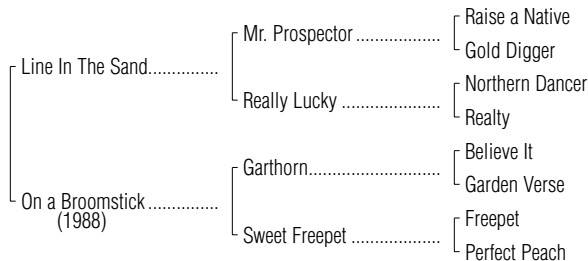 Raise a Native
Mr. Prospector ..................
Gold Digger
Line In The Sand...............
Northern Dancer
Really Lucky .....................
Realty
Believe It
Garthorn............................
Garden Verse
On a Broomstick ...............
(1988)
Freepet
Sweet Freepet ...................
Perfect Peach